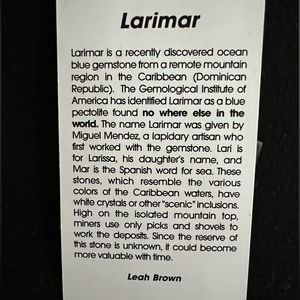 Larimar
Larimar is a recently discovered ocean
blue gemstone from a remote mountain
region in the Caribbean (Dominican
Republic). The Gemological Institute of
America has identified Larimar as a blue
pectolite found no where else in the
world. The name Larimar was given by
Miguel Mendez, a lapidary artisan who
first worked with the gemstone. Lari is
for Larissa, his daughter's name, and
Mar is the Spanish word for sea. These
stones, which resemble the various
colors of the Caribbean waters, have
white crystals or other "scenic" inclusions.
High on the isolated mountain top,
miners use only picks and shovels to
work the deposits. Since the reserve of
this stone is unknown, it could become
more valuable with time.
Leah Brown